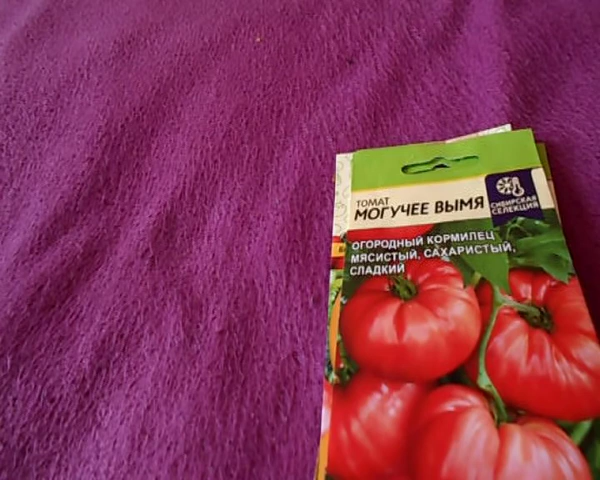 ТОМАТ
МОГУЧЕЕ ВЫМЯ
СИБИРСКАЯ
СЕЛЕКЦИЯ
ОГОРОДНЫЙ КОРМИЛЕЦ
МЯСИСТЫЙ, САХАРИСТЫЙ,
СЛАДКИЙ